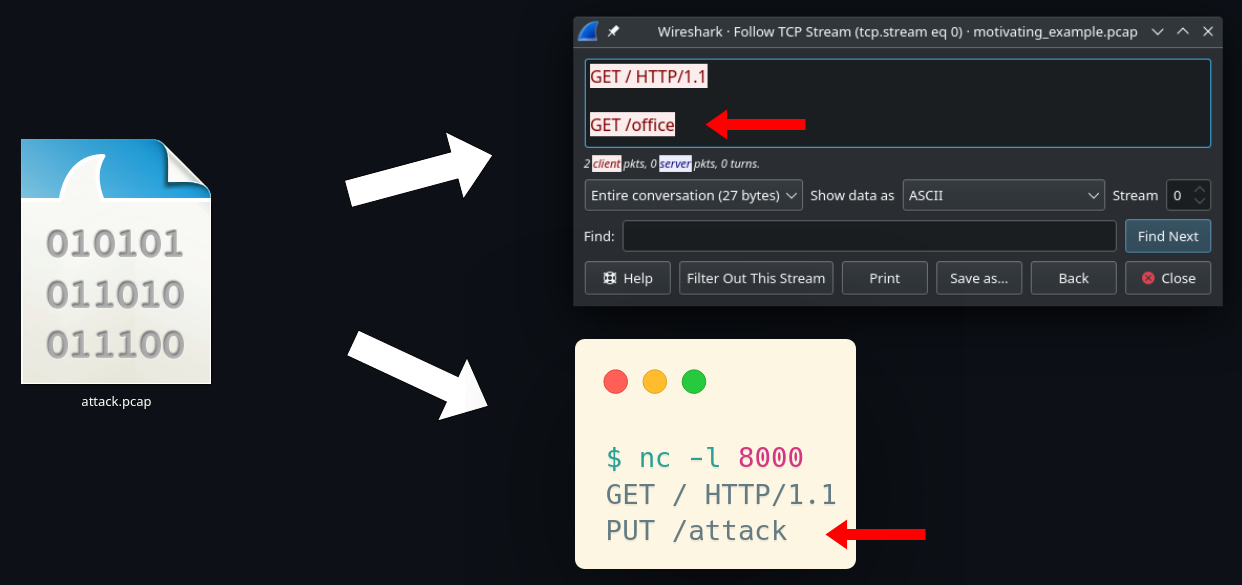 010101
011010
011100
attack.pcap
Wireshark · Follow TCP Stream (tcp.stream eq 0) · motivating_example.pcap
GET / HTTP/1.1
GET /office
2 client pkts, 0 server pkts, 0 turns.
Entire conversation (27 bytes) Show data as ASCII Stream 0
Find: Find Next
Help Filter Out This Stream Print Save as... Back Close
$ nc -l 8000
GET / HTTP/1.1
PUT /attack